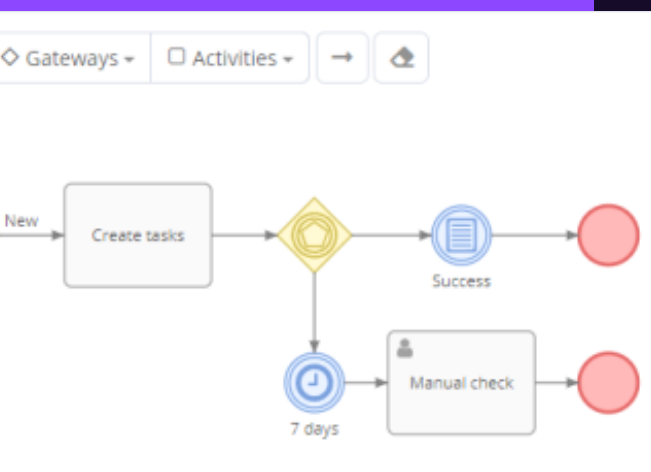 Gateways
Activities
New
Create tasks
Success
Manual check
7 days